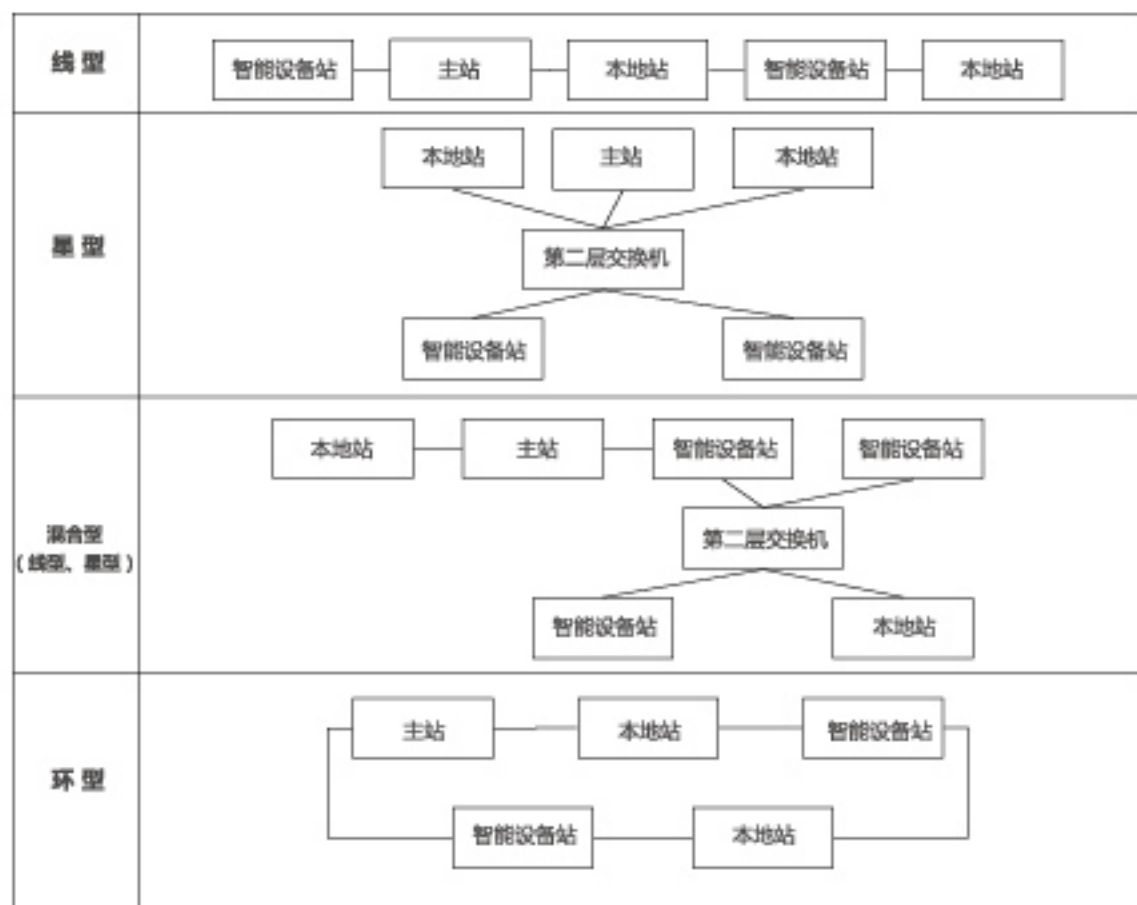 线型
智能设备站 主站 本地站 智能设备站 本地站
星型
本地站 主站 本地站
第二层交换机
智能设备站 智能设备站
混合型
(线型、星型)
本地站 主站 智能设备站 智能设备站
第二层交换机
智能设备站 本地站
环型
主站 本地站 智能设备站
智能设备站 本地站